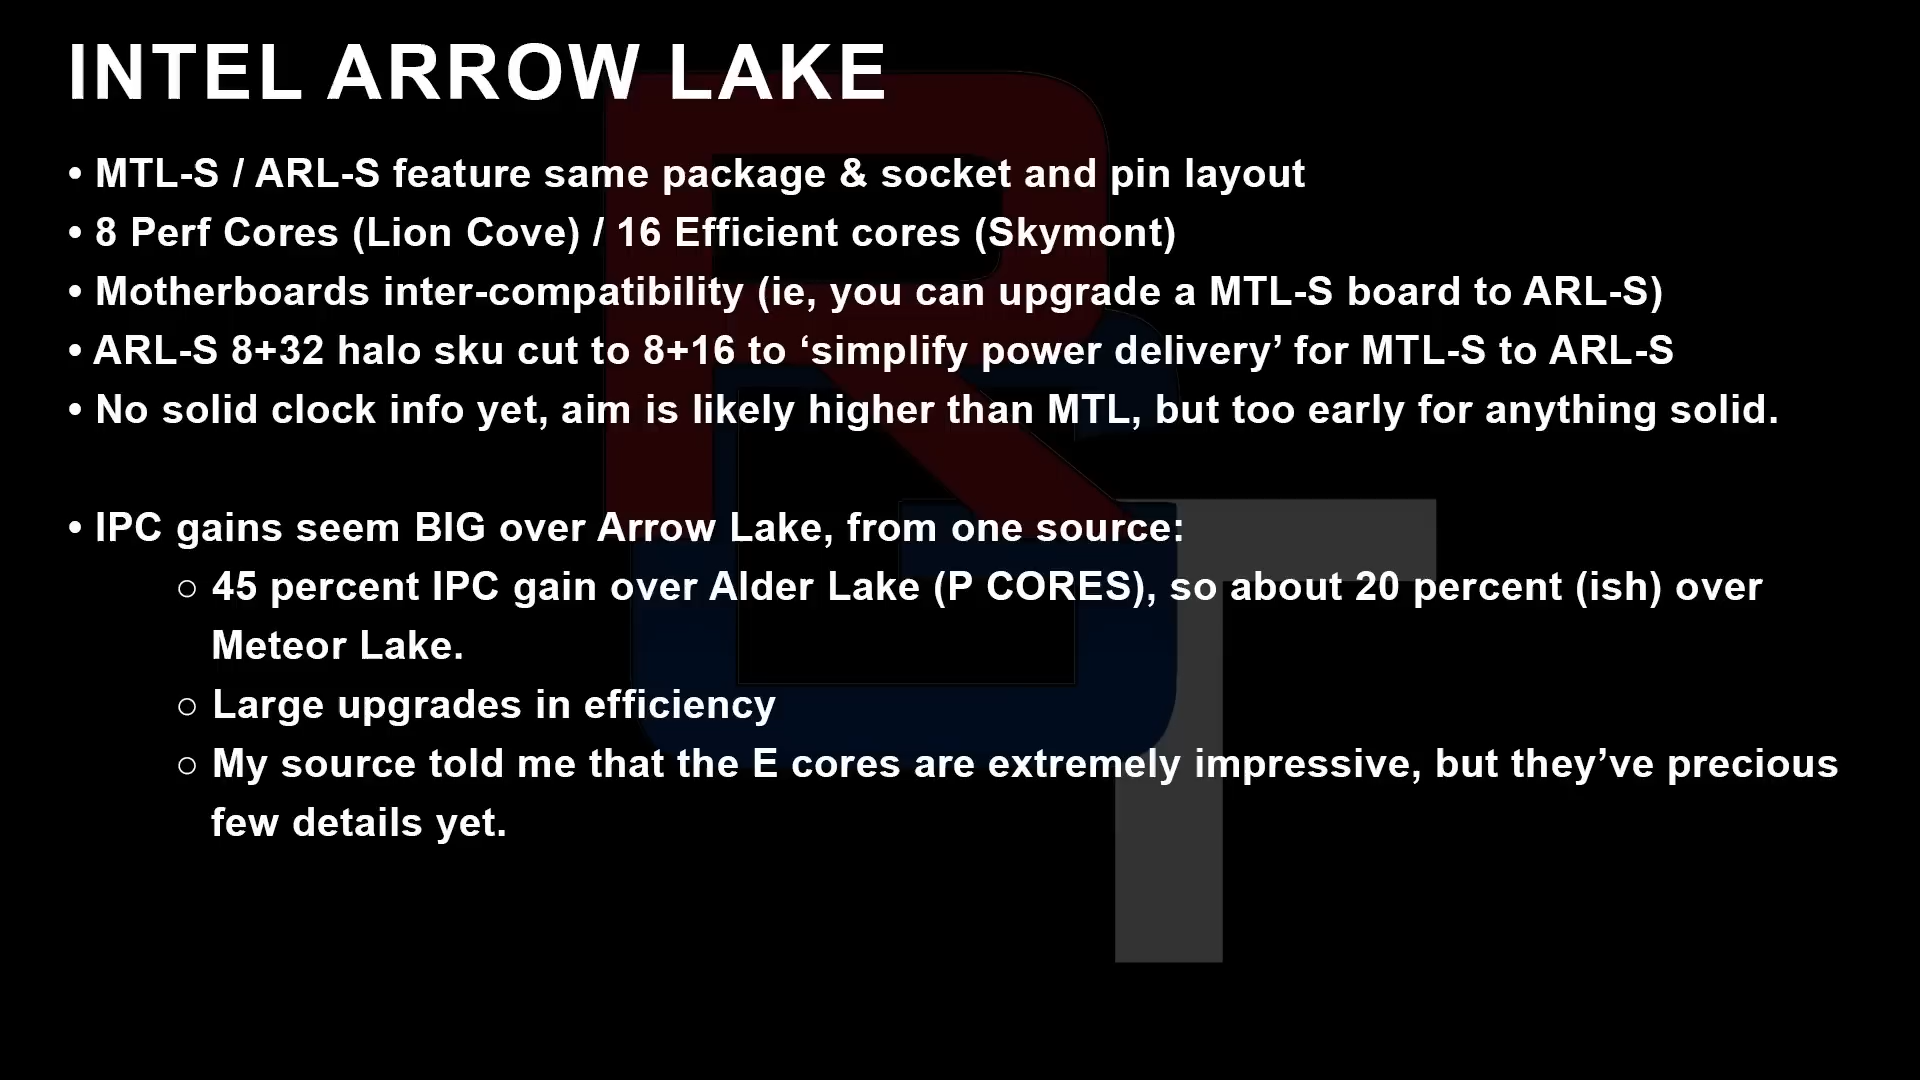 INTEL ARROW LAKE
• MTL-S / ARL-S feature same package & socket and pin layout
• 8 Perf Cores (Lion Cove) / 16 Efficient cores (Skymont)
• Motherboards inter-compatibility (ie, you can upgrade a MTL-S board to ARL-S)
• ARL-S 8+32 halo sku cut to 8+16 to ‘simplify power delivery’ for MTL-S to ARL-S
• No solid clock info yet, aim is likely higher than MTL, but too early for anything solid.
• IPC gains seem BIG over Arrow Lake, from one source:
○ 45 percent IPC gain over Alder Lake (P CORES), so about 20 percent (ish) over
Meteor Lake.
○ Large upgrades in efficiency
○ My source told me that the E cores are extremely impressive, but they’ve precious
few details yet.